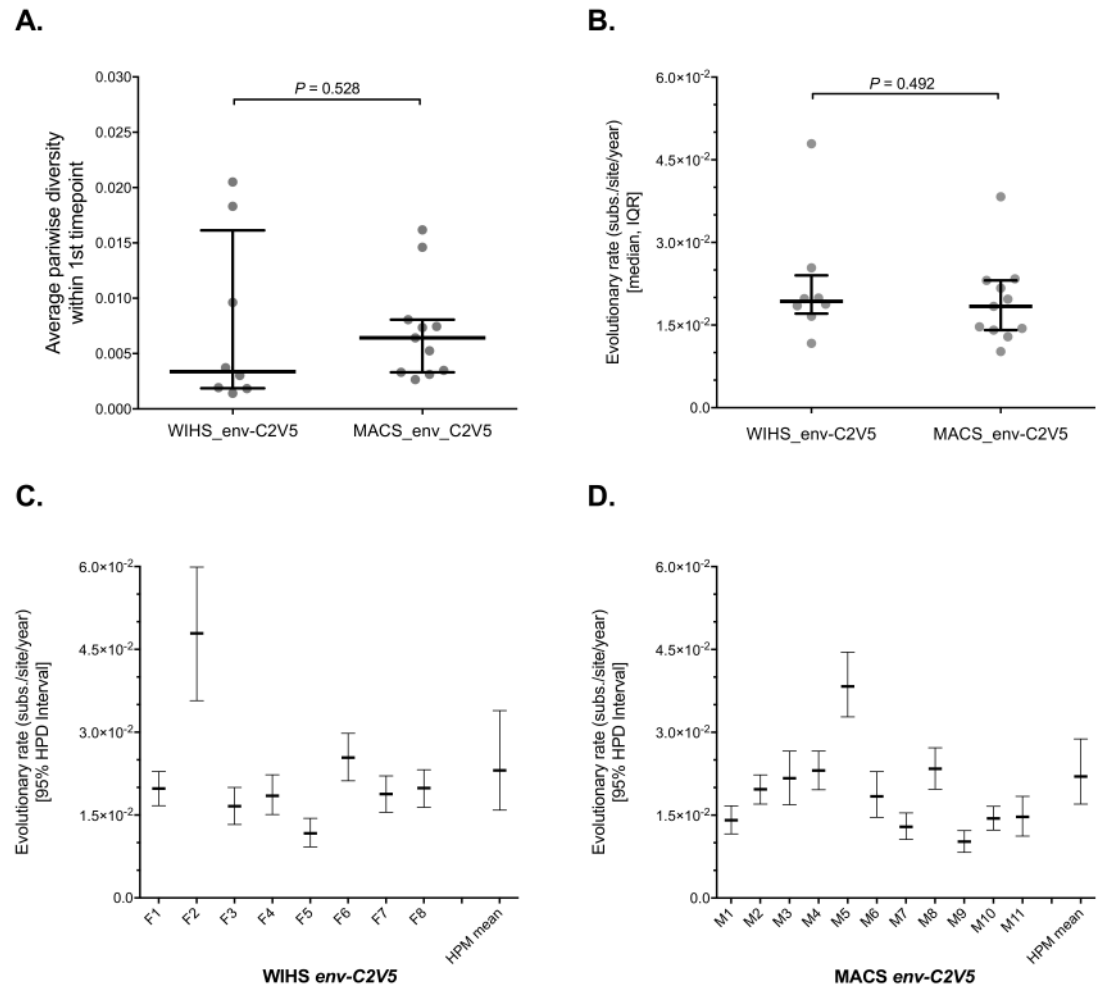 A.
B.
P = 0.528
0.030
0.025
0.020
0.015
0.010
0.005
0.000
Average pariwise diversity
within 1st timepoint
WIHS_env-C2V5
MACS_env_C2V5
P = 0.492
6.0×10⁻²
4.5×10⁻²
3.0×10⁻²
1.5×10⁻²
0.0
Evolutionary rate (subs./site/year)
[median, IQR]
WIHS_env-C2V5
MACS_env-C2V5
C.
D.
6.0×10⁻²
4.5×10⁻²
3.0×10⁻²
1.5×10⁻²
0.0
Evolutionary rate (subs./site/year)
[95% HPD Interval]
F1
F2
F3
F4
F5
F6
F7
F8
HPM mean
WIHS env-C2V5
6.0×10⁻²
4.5×10⁻²
3.0×10⁻²
1.5×10⁻²
0.0
Evolutionary rate (subs./site/year)
[95% HPD Interval]
M1
M2
M3
M4
M5
M6
M7
M8
M9
M10
M11
HPM mean
MACS env-C2V5